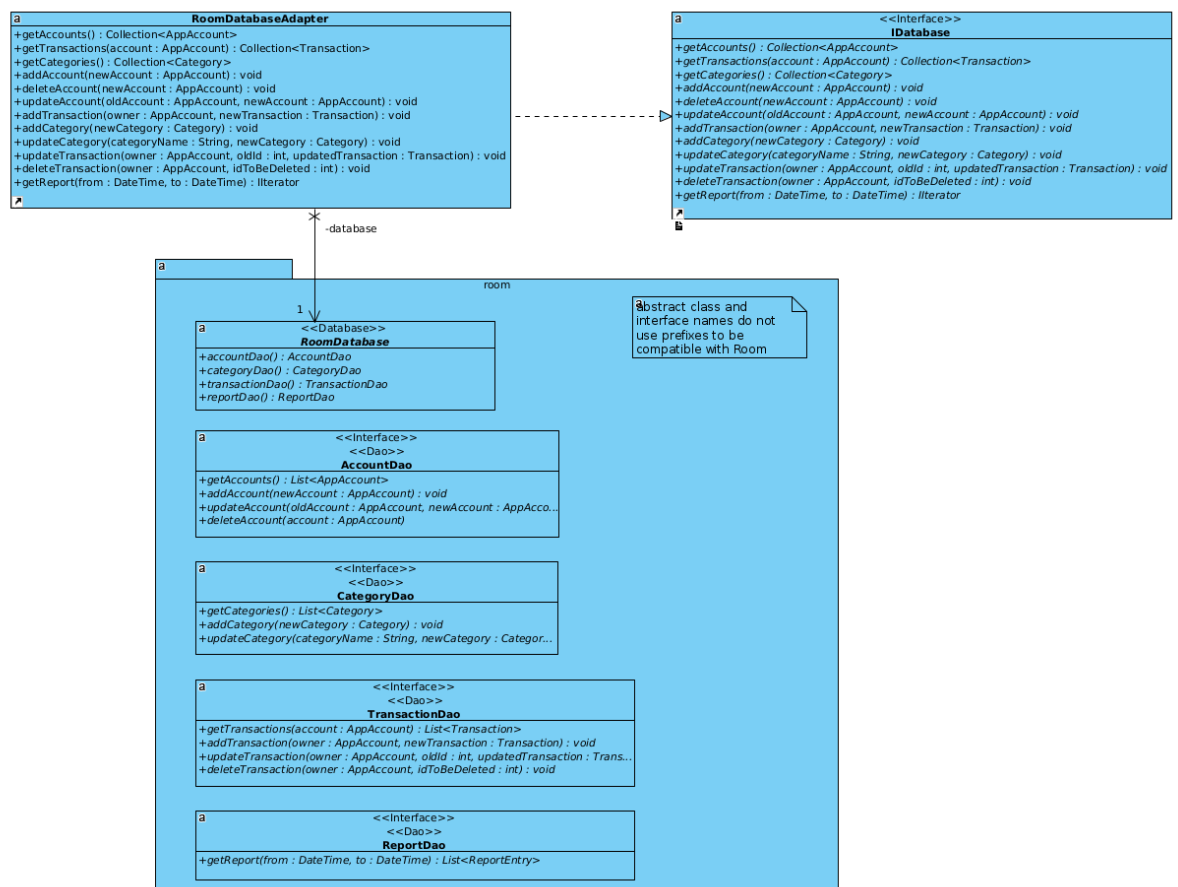 a
RoomDatabaseAdapter
+getAccounts() : Collection<AppAccount>
+getTransactions(account : AppAccount) : Collection<Transaction>
+getCategories() : Collection<Category>
+addAccount(newAccount : AppAccount) : void
+deleteAccount(newAccount : AppAccount) : void
+updateAccount(oldAccount : AppAccount, newAccount : AppAccount) : void
+addTransaction(owner : AppAccount, newTransaction : Transaction) : void
+addCategory(newCategory : Category) : void
+updateCategory(categoryName : String, newCategory : Category) : void
+updateTransaction(owner : AppAccount, oldId : int, updatedTransaction : Transaction) : void
+deleteTransaction(owner : AppAccount, idToBeDeleted : int) : void
+getReport(from : DateTime, to : DateTime) : IIterator
a
<<Interface>>
IDatabase
+getAccounts() : Collection<AppAccount>
+getTransactions(account : AppAccount) : Collection<Transaction>
+getCategories() : Collection<Category>
+addAccount(newAccount : AppAccount) : void
+deleteAccount(newAccount : AppAccount) : void
+updateAccount(oldAccount : AppAccount, newAccount : AppAccount) : void
+addTransaction(owner : AppAccount, newTransaction : Transaction) : void
+addCategory(newCategory : Category) : void
+updateCategory(categoryName : String, newCategory : Category) : void
+updateTransaction(owner : AppAccount, oldId : int, updatedTransaction : Transaction) : void
+deleteTransaction(owner : AppAccount, idToBeDeleted : int) : void
+getReport(from : DateTime, to : DateTime) : IIterator
-database
1
a
room
a
abstract class and
interface names do not
use prefixes to be
compatible with Room
a
<<Database>>
RoomDatabase
+accountDao() : AccountDao
+categoryDao() : CategoryDao
+transactionDao() : TransactionDao
+reportDao() : ReportDao
a
<<Interface>>
<<Dao>>
AccountDao
+getAccounts() : List<AppAccount>
+addAccount(newAccount : AppAccount) : void
+updateAccount(oldAccount : AppAccount, newAccount : AppAcco...
+deleteAccount(account : AppAccount)
a
<<Interface>>
<<Dao>>
CategoryDao
+getCategories() : List<Category>
+addCategory(newCategory : Category) : void
+updateCategory(categoryName : String, newCategory : Categor...
a
<<Interface>>
<<Dao>>
TransactionDao
+getTransactions(account : AppAccount) : List<Transaction>
+addTransaction(owner : AppAccount, newTransaction : Transaction) : void
+updateTransaction(owner : AppAccount, oldId : int, updatedTransaction : Trans...
+deleteTransaction(owner : AppAccount, idToBeDeleted : int) : void
a
<<Interface>>
<<Dao>>
ReportDao
+getReport(from : DateTime, to : DateTime) : List<ReportEntry>